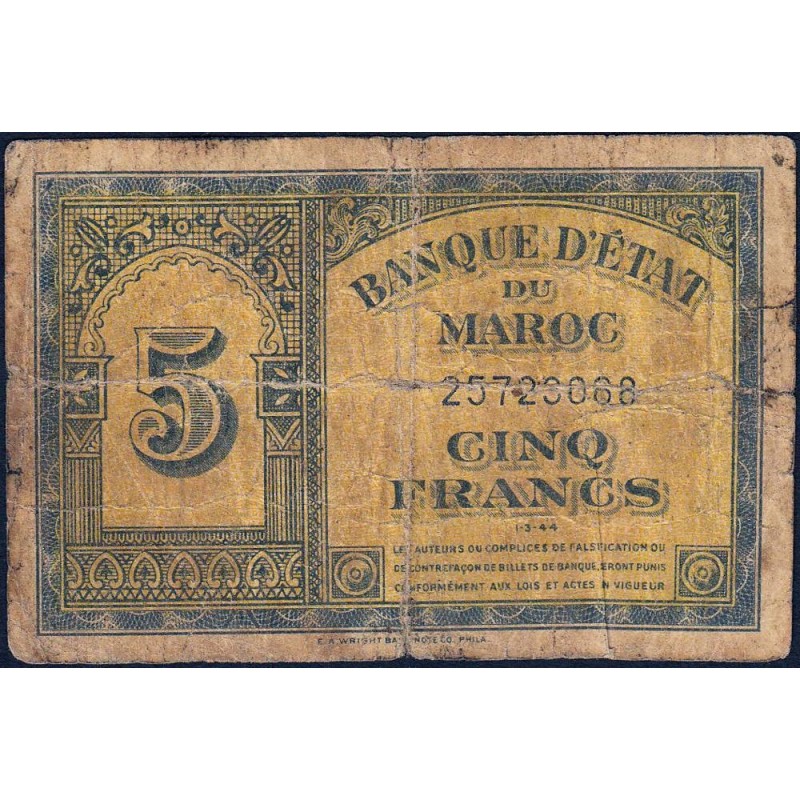 5
BANQUE D'ÉTAT
DU
MAROC
25723068
CINQ
FRANCS
1-3-44
LES AUTEURS OU COMPLICES DE FALSIFICATION OU
DE CONTREFAÇON DE BILLETS DE BANQUE, SERONT PUNIS
CONFORMÉMENT AUX LOIS ET ACTES EN VIGUEUR
E. A. WRIGHT BANK NOTE CO. PHILA.